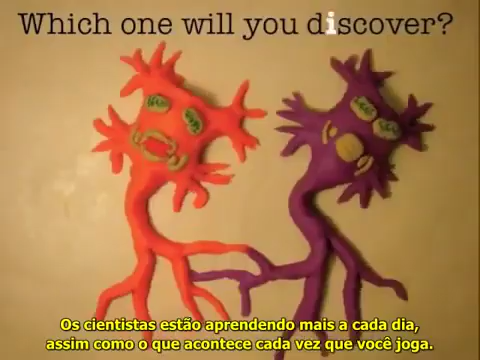 Which one will you discover?
Os cientistas estão aprendendo mais a cada dia,
assim como o que acontece cada vez que você joga.